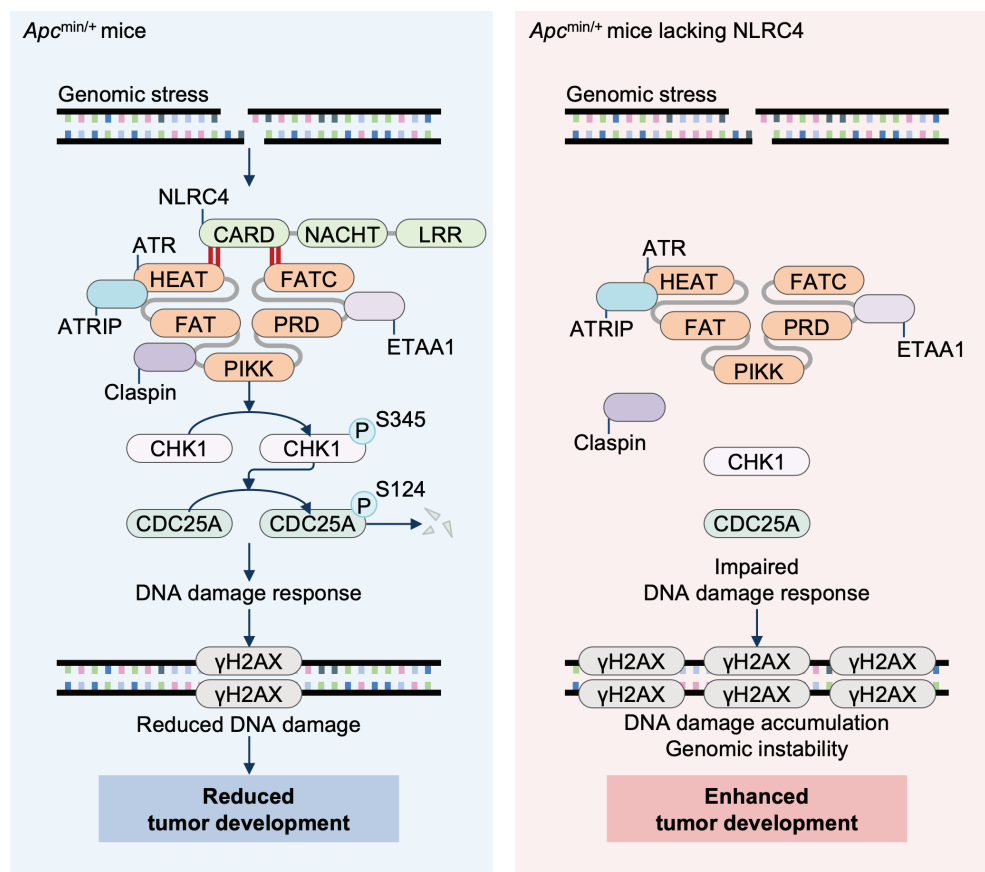 Apcmin/+ mice
Genomic stress
NLRC4
CARD
NACHT
LRR
ATR
HEAT
FATC
ATRIP
FAT
PRD
ETAA1
Claspin
PIKK
S345
P
CHK1
CHK1
S124
P
CDC25A
CDC25A
DNA damage response
γH2AX
γH2AX
Reduced DNA damage
Reduced
tumor development
Apcmin/+ mice lacking NLRC4
Genomic stress
ATR
HEAT
FATC
ATRIP
FAT
PRD
ETAA1
PIKK
Claspin
CHK1
CDC25A
Impaired
DNA damage response
γH2AX γH2AX γH2AX
γH2AX γH2AX γH2AX
DNA damage accumulation
Genomic instability
Enhanced
tumor development